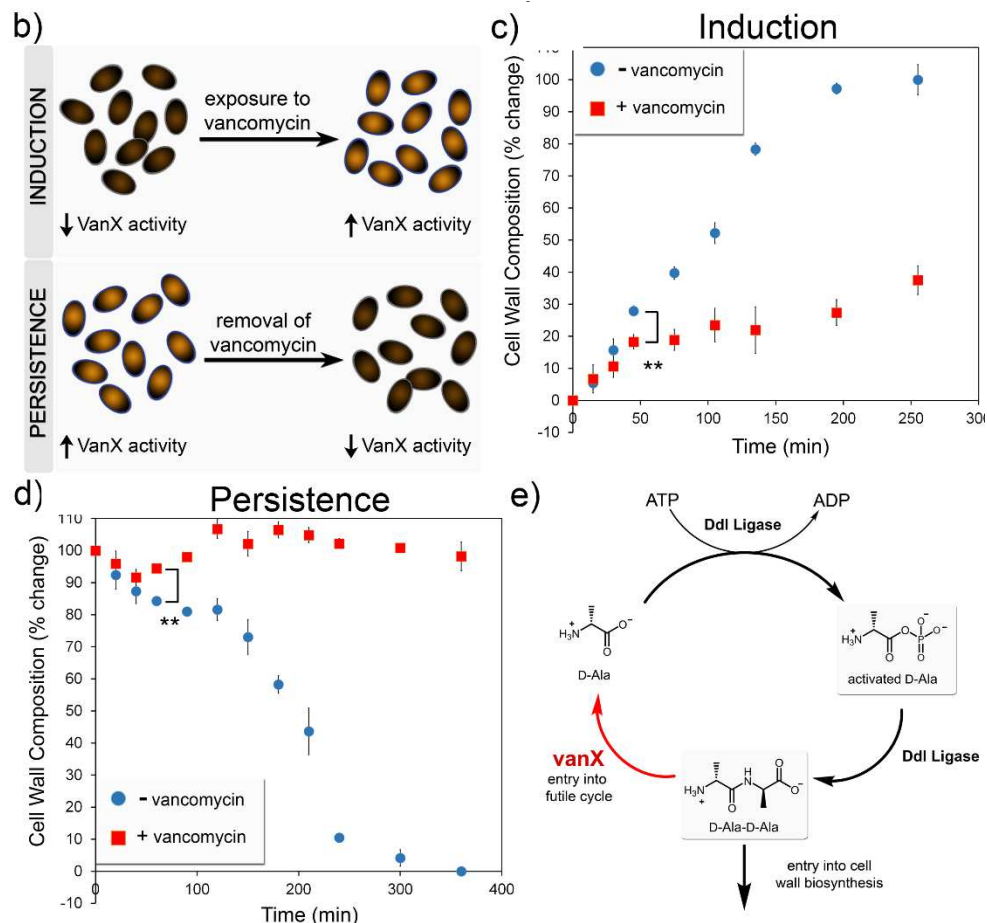 b)
INDUCTION
exposure to
vancomycin
↓ VanX activity
↑ VanX activity
PERSISTENCE
removal of
vancomycin
↑ VanX activity
↓ VanX activity
c)
Induction
Cell Wall Composition (% change)
100
90
80
70
60
50
40
30
20
10
0
-10
- vancomycin
+ vancomycin
**
0
50
100
150
200
250
300
Time (min)
d)
Persistence
Cell Wall Composition (% change)
110
100
90
80
70
60
50
40
30
20
10
0
-10
**
- vancomycin
+ vancomycin
0
100
200
300
400
Time (min)
e)
ATP
ADP
Ddl Ligase
H3N
+
O
O-
D-Ala
H3N
+
O
O
P
O
O-
O-
activated D-Ala
Ddl Ligase
vanX
entry into
futile cycle
H3N
+
O
H
N
O
O-
D-Ala-D-Ala
entry into cell
wall biosynthesis